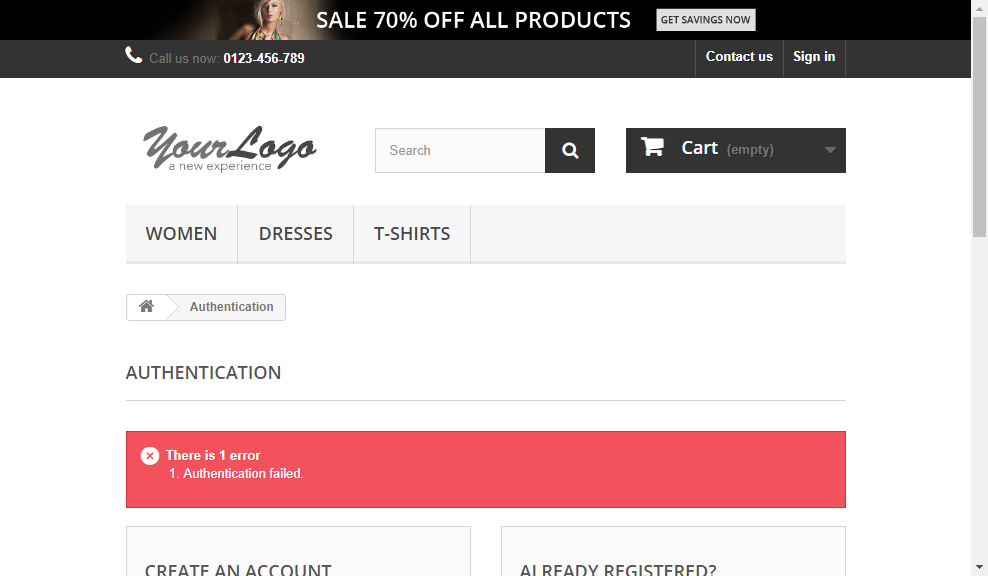 SALE 70% OFF ALL PRODUCTS GET SAVINGS NOW
Call us now: 0123-456-789 Contact us Sign in
YourLogo
a new experience
Search
Cart (empty)
WOMEN DRESSES T-SHIRTS
Authentication
AUTHENTICATION
There is 1 error
1. Authentication failed.
CREATE AN ACCOUNT ALREADY REGISTERED?